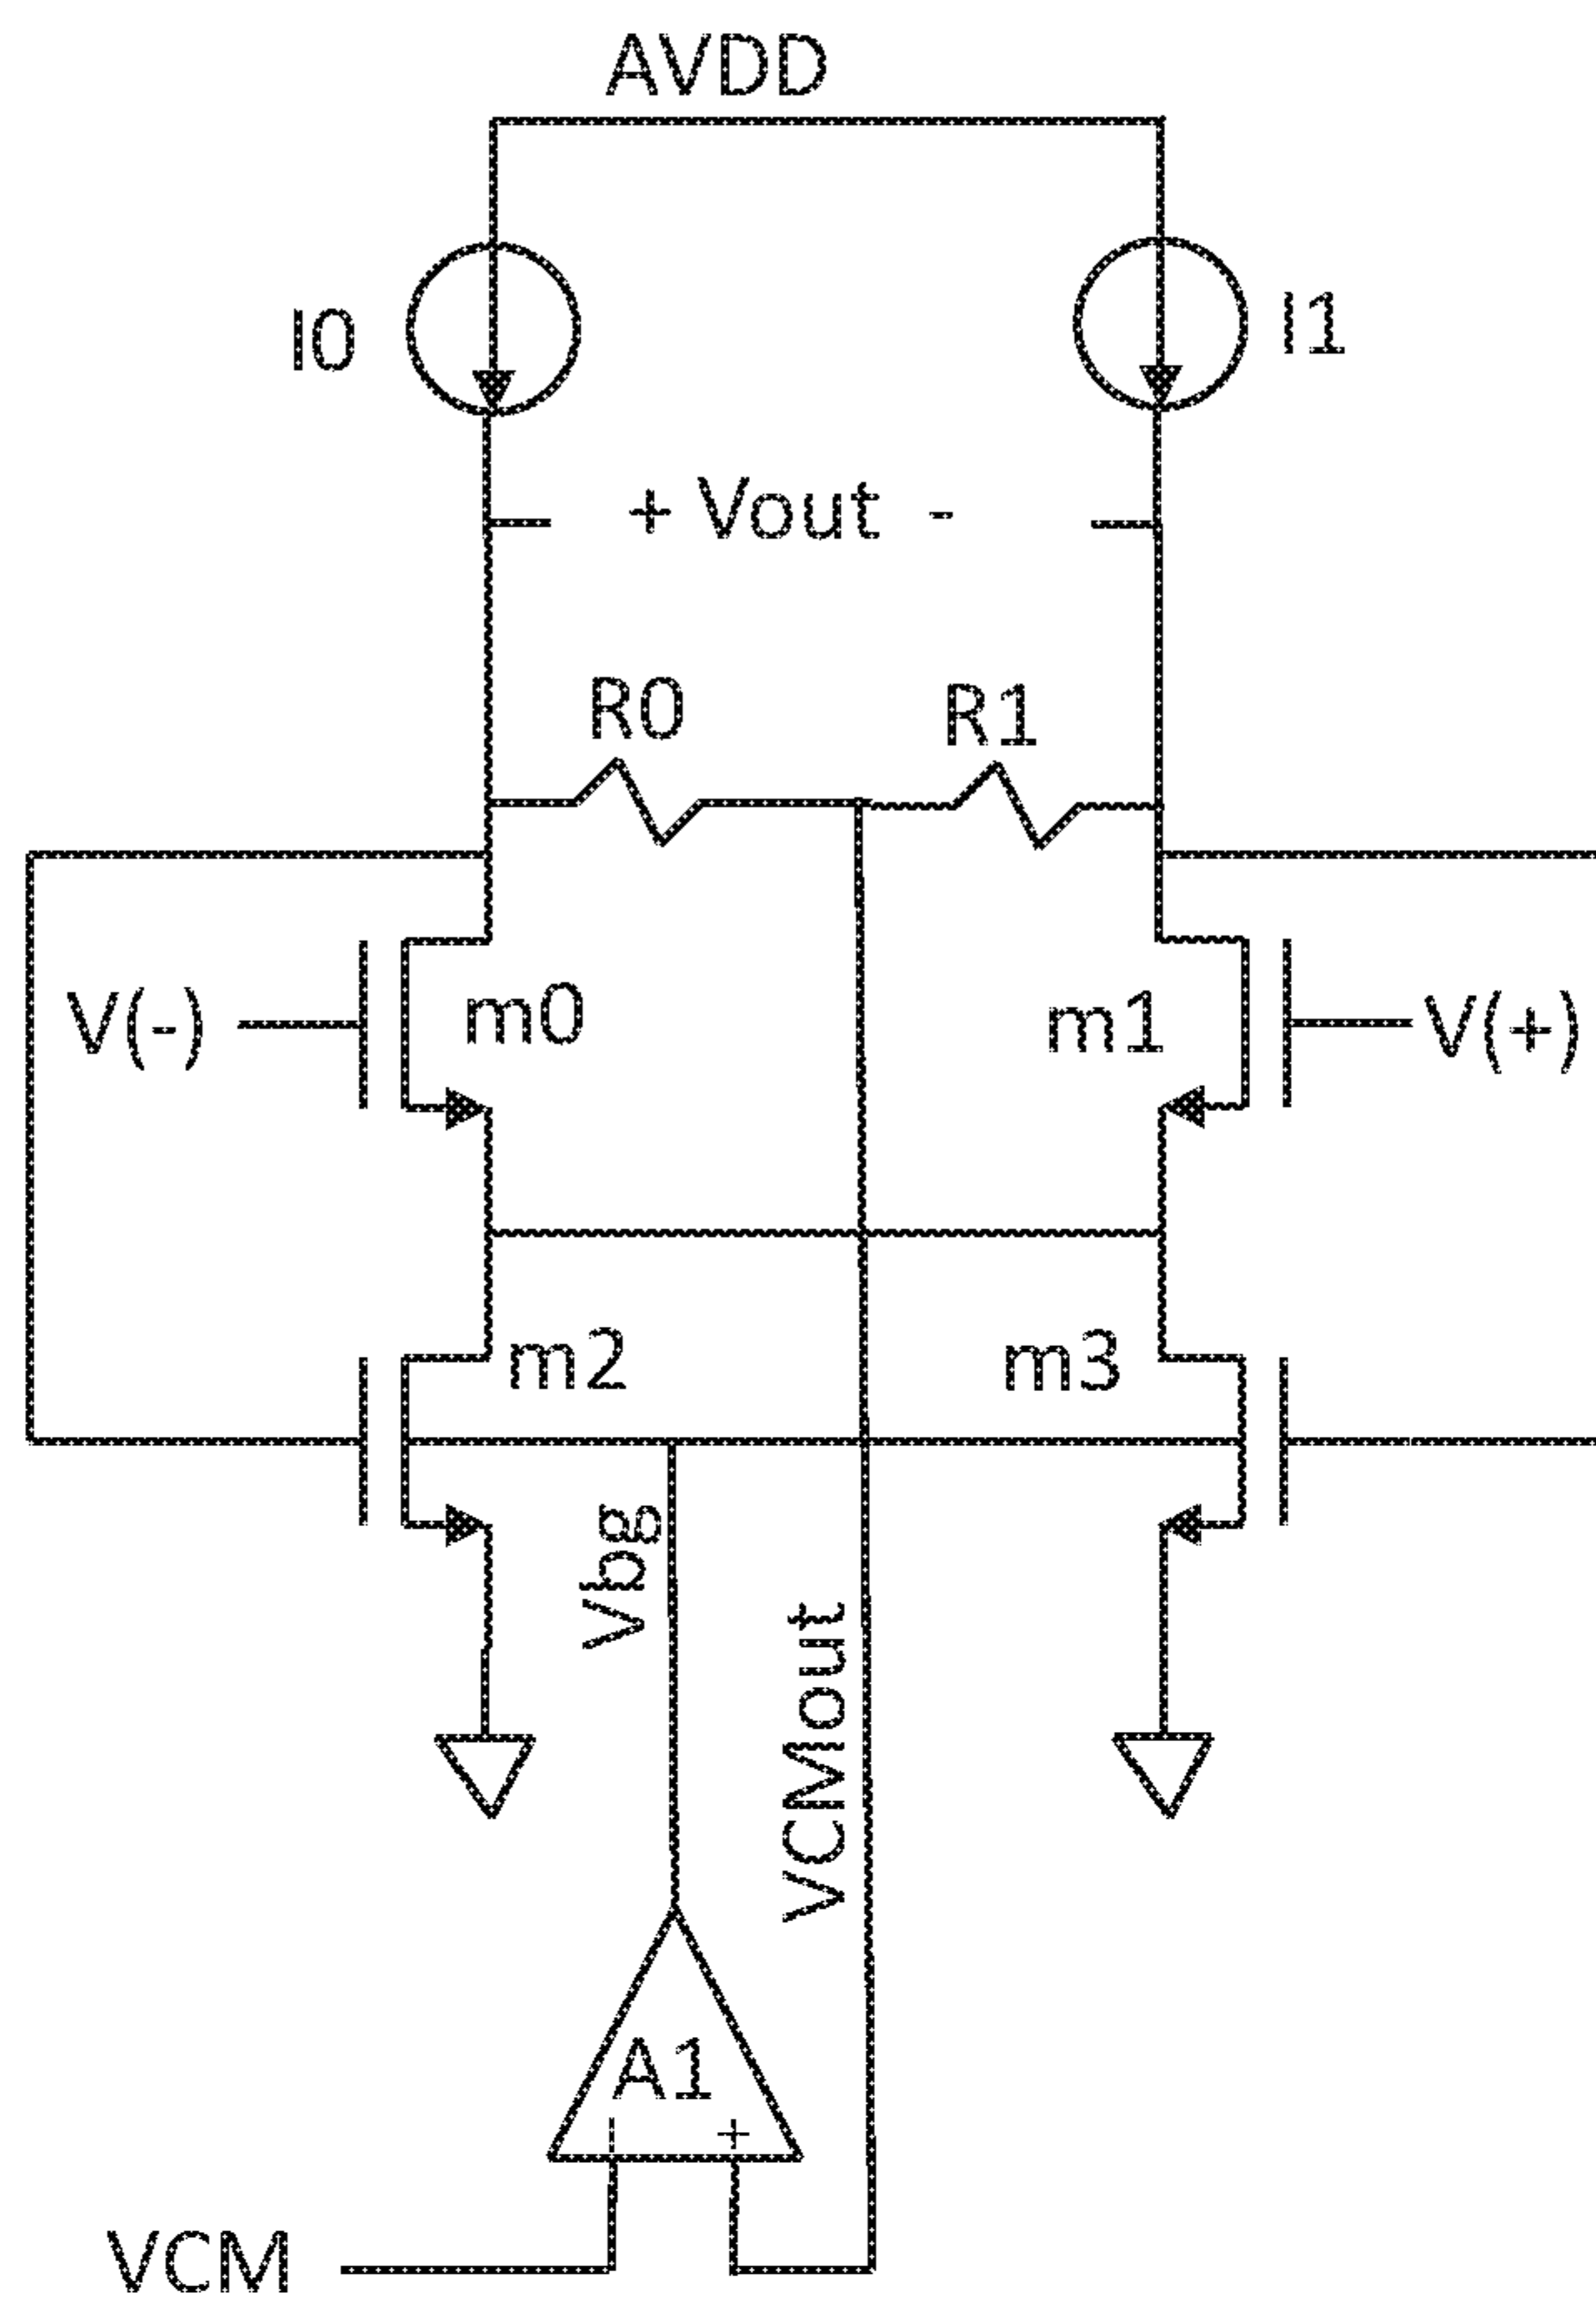 AVDD
I0
I1
+ Vout -
R0
R1
V(-)
m0
m1
V(+)
m2
m3
Vbg
VCMout
A1
- +
VCM